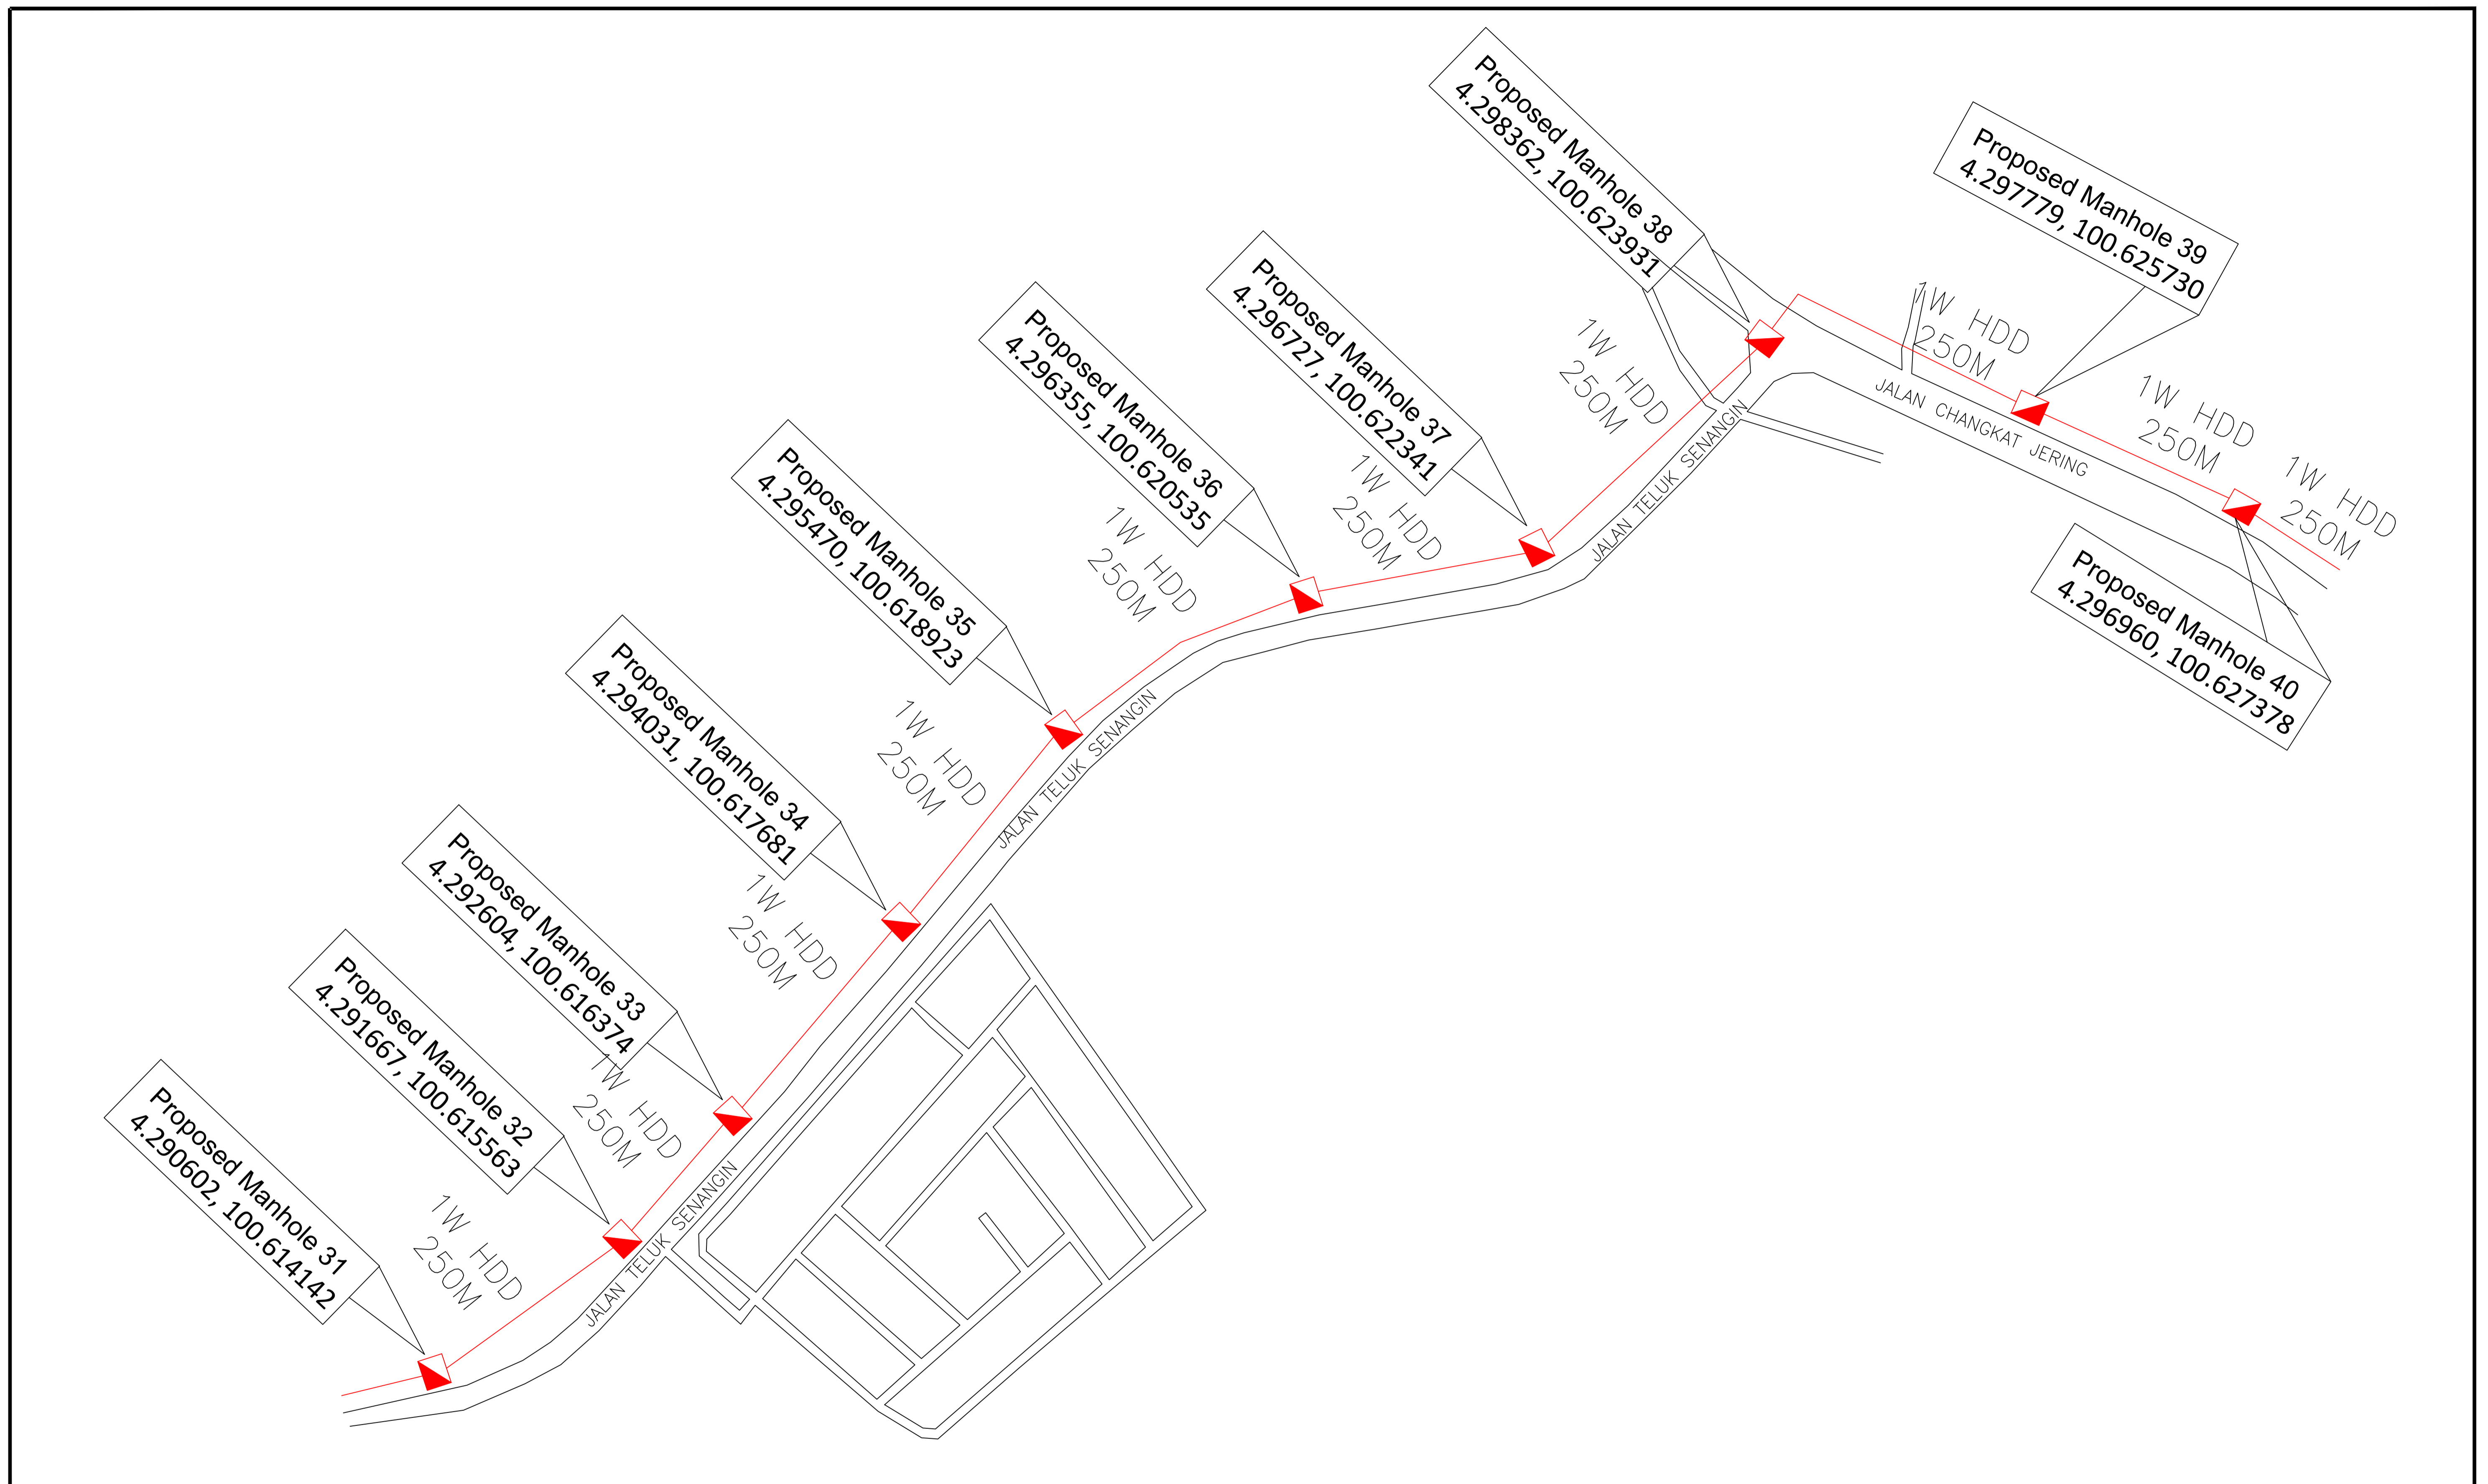 Proposed Manhole 38
4.298362, 100.623931
Proposed Manhole 39
4.297779, 100.625730
Proposed Manhole 37
4.296727, 100.622341
Proposed Manhole 36
4.296355, 100.620535
1W HDD
250M
1W HDD
250M
JALAN CHANGKAT JERING
1W HDD
250M
1W HDD
250M
Proposed Manhole 35
4.295470, 100.618923
1W HDD
250M
JALAN TELUK SENANGIN
1W HDD
250M
Proposed Manhole 40
4.296960, 100.627378
Proposed Manhole 34
4.294031, 100.617681
1W HDD
250M
JALAN TELUK SENANGIN
Proposed Manhole 33
4.292604, 100.616374
1W HDD
250M
Proposed Manhole 32
4.291667, 100.615563
1W HDD
250M
Proposed Manhole 31
4.290602, 100.614142
1W HDD
250M
JALAN TELUK SENANGIN